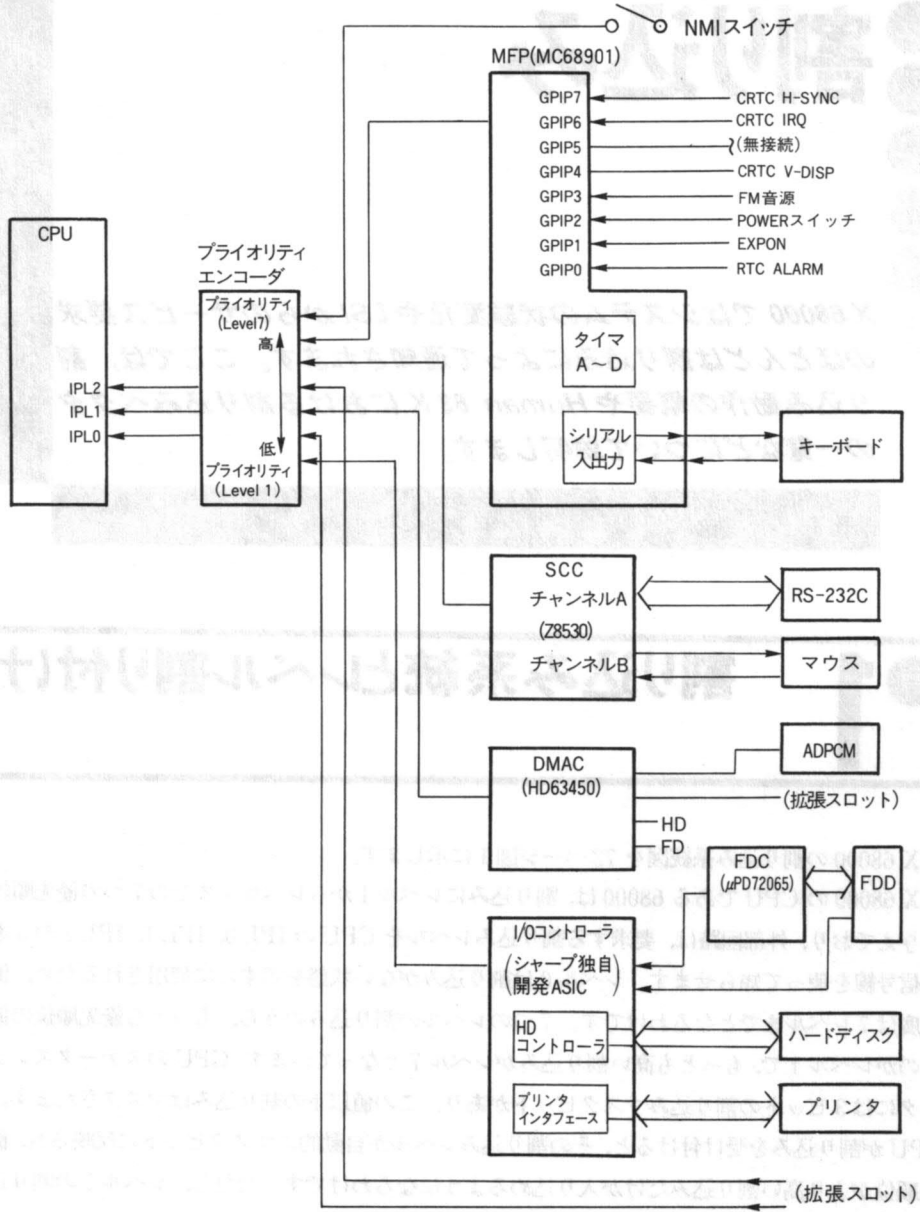 NMIスイッチ
MFP(MC68901)
GPIP7
CRTC H-SYNC
GPIP6
CRTC IRQ
GPIP5
(無接続)
GPIP4
CRTC V-DISP
GPIP3
FM音源
GPIP2
POWERスイッチ
GPIP1
EXPON
GPIP0
RTC ALARM
CPU
プライオリティ
エンコーダ
プライオリティ
(Level7)
高
IPL2
IPL1
IPL0
低
プライオリティ
(Level 1)
タイマ
A〜D
シリアル
入出力
キーボード
SCC
チャンネルA
(Z8530)
チャンネルB
RS-232C
マウス
DMAC
(HD63450)
ADPCM
(拡張スロット)
HD
FD
FDC
(μPD72065)
FDD
I/Oコントローラ
(シャープ独自
開発ASIC)
HD
コントローラ
ハードディスク
プリンタ
インタフェース
プリンタ
(拡張スロット)